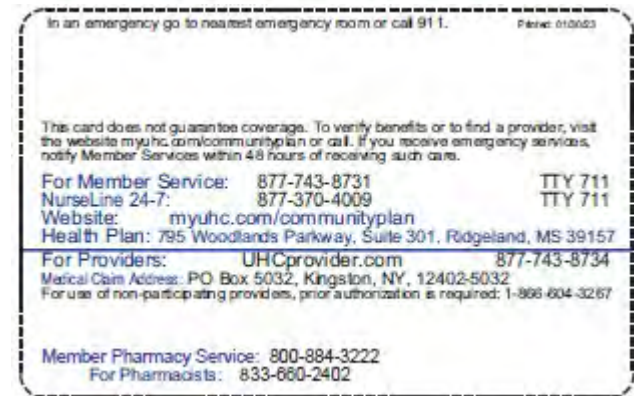 In an emergency go to nearest emergency room or call 911. Printed: 01/30/23
This card does not guarantee coverage. To verify benefits or to find a provider, visit
the website myuhc.com/communityplan or call. If you receive emergency services,
notify Member Services within 48 hours of receiving such care.
For Member Service: 877-743-8731 TTY 711
NurseLine 24-7: 877-370-4009 TTY 711
Website: myuhc.com/communityplan
Health Plan: 795 Woodlands Parkway, Suite 301, Ridgeland, MS 39157
For Providers: UHCprovider.com 877-743-8734
Medical Claim Address: PO Box 5032, Kingston, NY, 12402-5032
For use of non-participating providers, prior authorization is required: 1-866-604-3267
Member Pharmacy Service: 800-884-3222
For Pharmacists: 833-660-2402